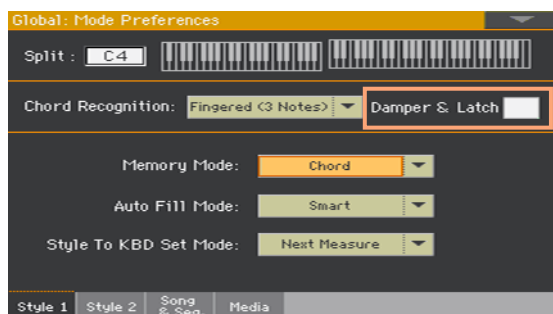 Global: Mode Preferences
Split : C4
Chord Recognition: Fingered (3 Notes) Damper & Latch
Memory Mode: Chord
Auto Fill Mode: Smart
Style To KBD Set Mode: Next Measure
Style 1 Style 2 Song & Seq. Media